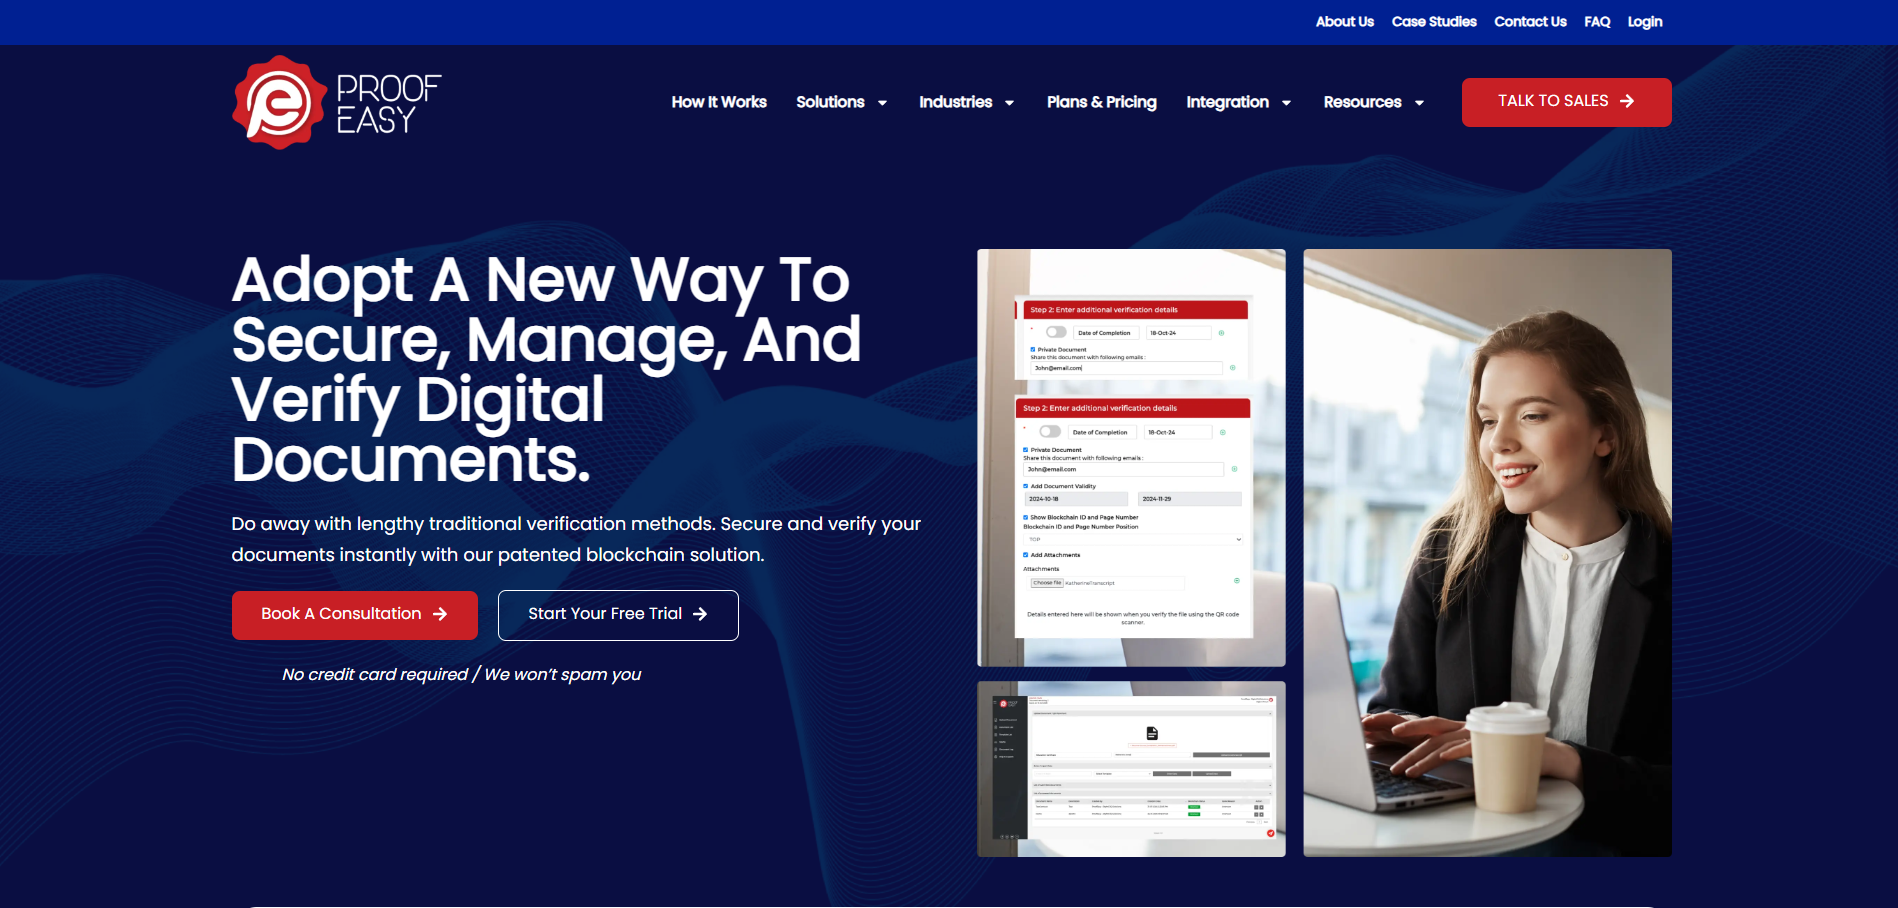 About Us Case Studies Contact Us FAQ Login
PROOF
EASY
How It Works Solutions Industries Plans & Pricing Integration Resources TALK TO SALES
Adopt A New Way To
Secure, Manage, And
Verify Digital
Documents.
Do away with lengthy traditional verification methods. Secure and verify your
documents instantly with our patented blockchain solution.
Book A Consultation Start Your Free Trial
No credit card required / We won't spam you
Step 2: Enter additional verification details
Date of Completion 18-Oct-24
Private Document
Share this document with following emails :
John@email.com
Step 2: Enter additional verification details
Date of Completion 18-Oct-24
Private Document
Share this document with following emails :
John@email.com
Add Document Validity
2024-10-18 2024-11-29
Show Blockchain ID and Page Number
Blockchain ID and Page Number Position
TOP
Add Attachments
Attachments
Choose File KatherineTranscript
Details entered here will be shown when you verify the file using the QR code
scanner.